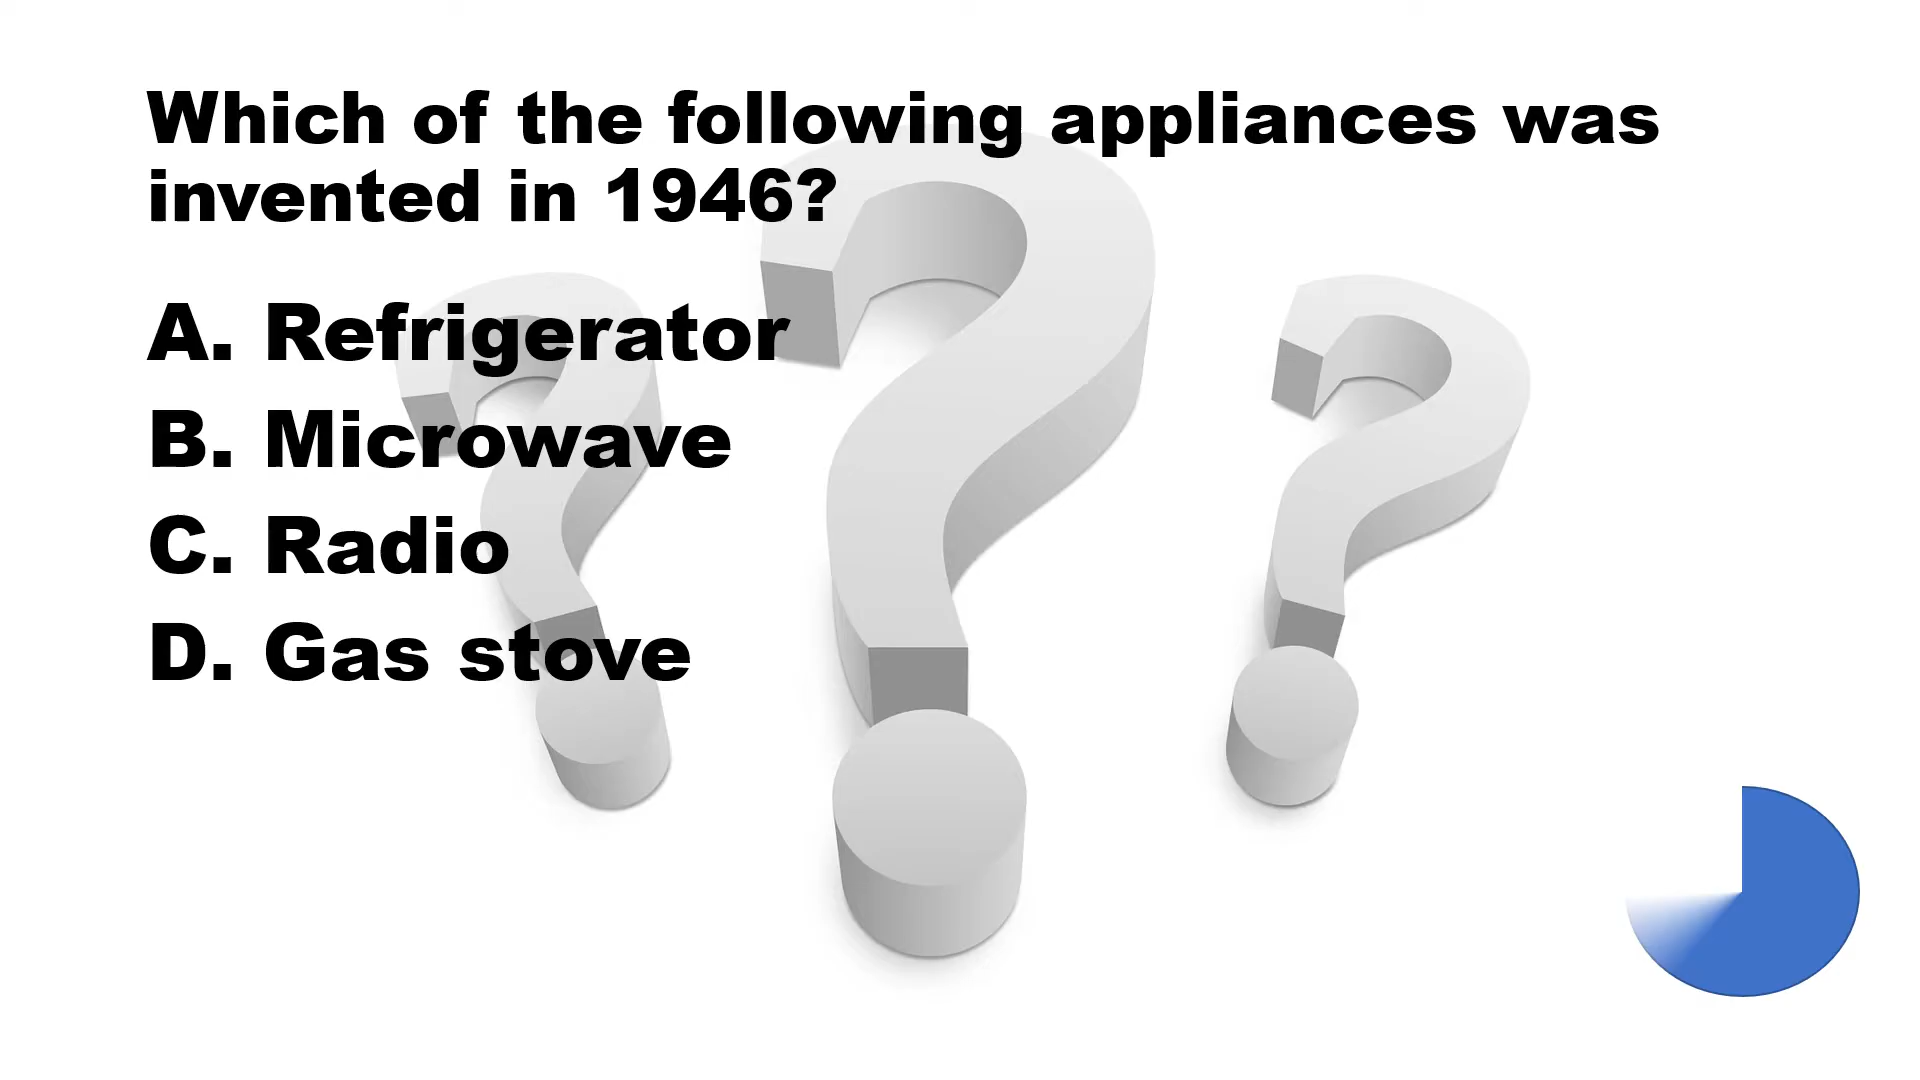 Which of the following appliances was
invented in 1946?
A. Refrigerator
B. Microwave
C. Radio
D. Gas stove